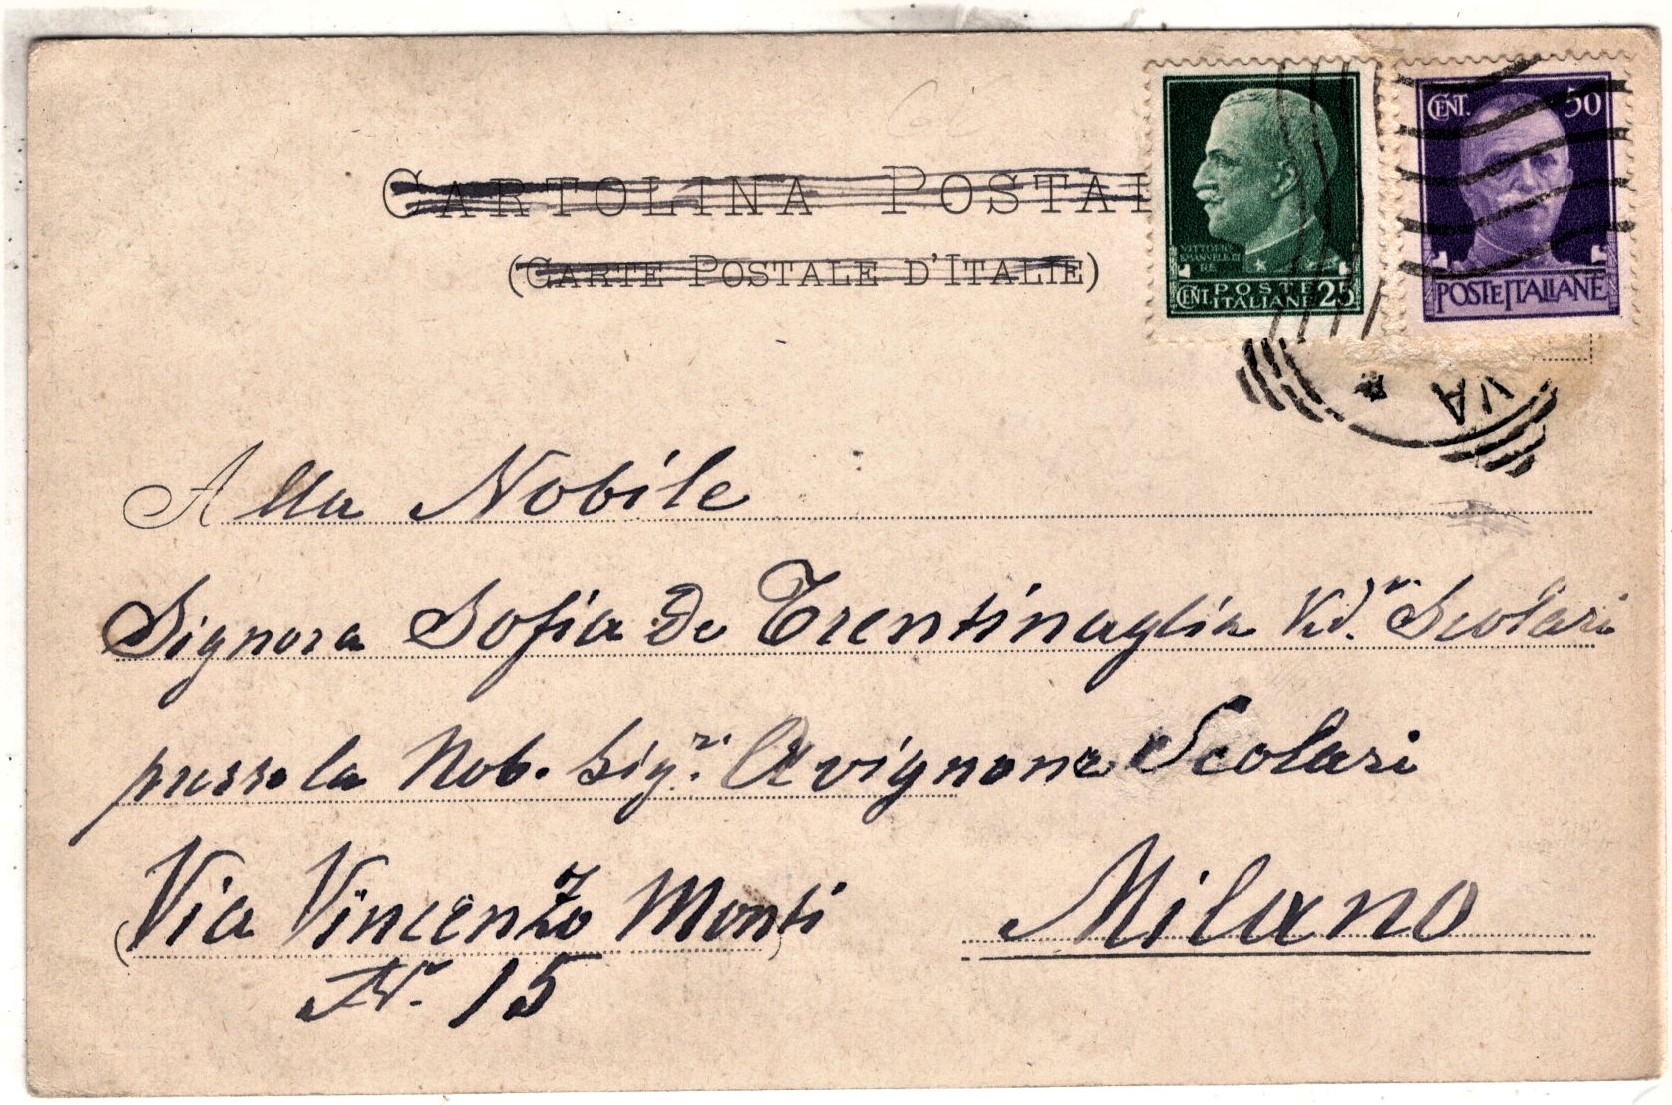 CARTOLINA POSTAL
(CARTE POSTALE D'ITALIE)
VITTORIO
EMANUELE III
RE
CENT. POSTE ITALIANE 25
CENT. 50
POSTE ITALIANE
VA *
Alla Nobile
Signora Sofia De Trentinaglia Vd.ᵛᵃ Scolari
presso la Nob. Sig.ʳᵃ Avignone Scolari
(Via Vincenzo Monti)
Nº. 15
Milano